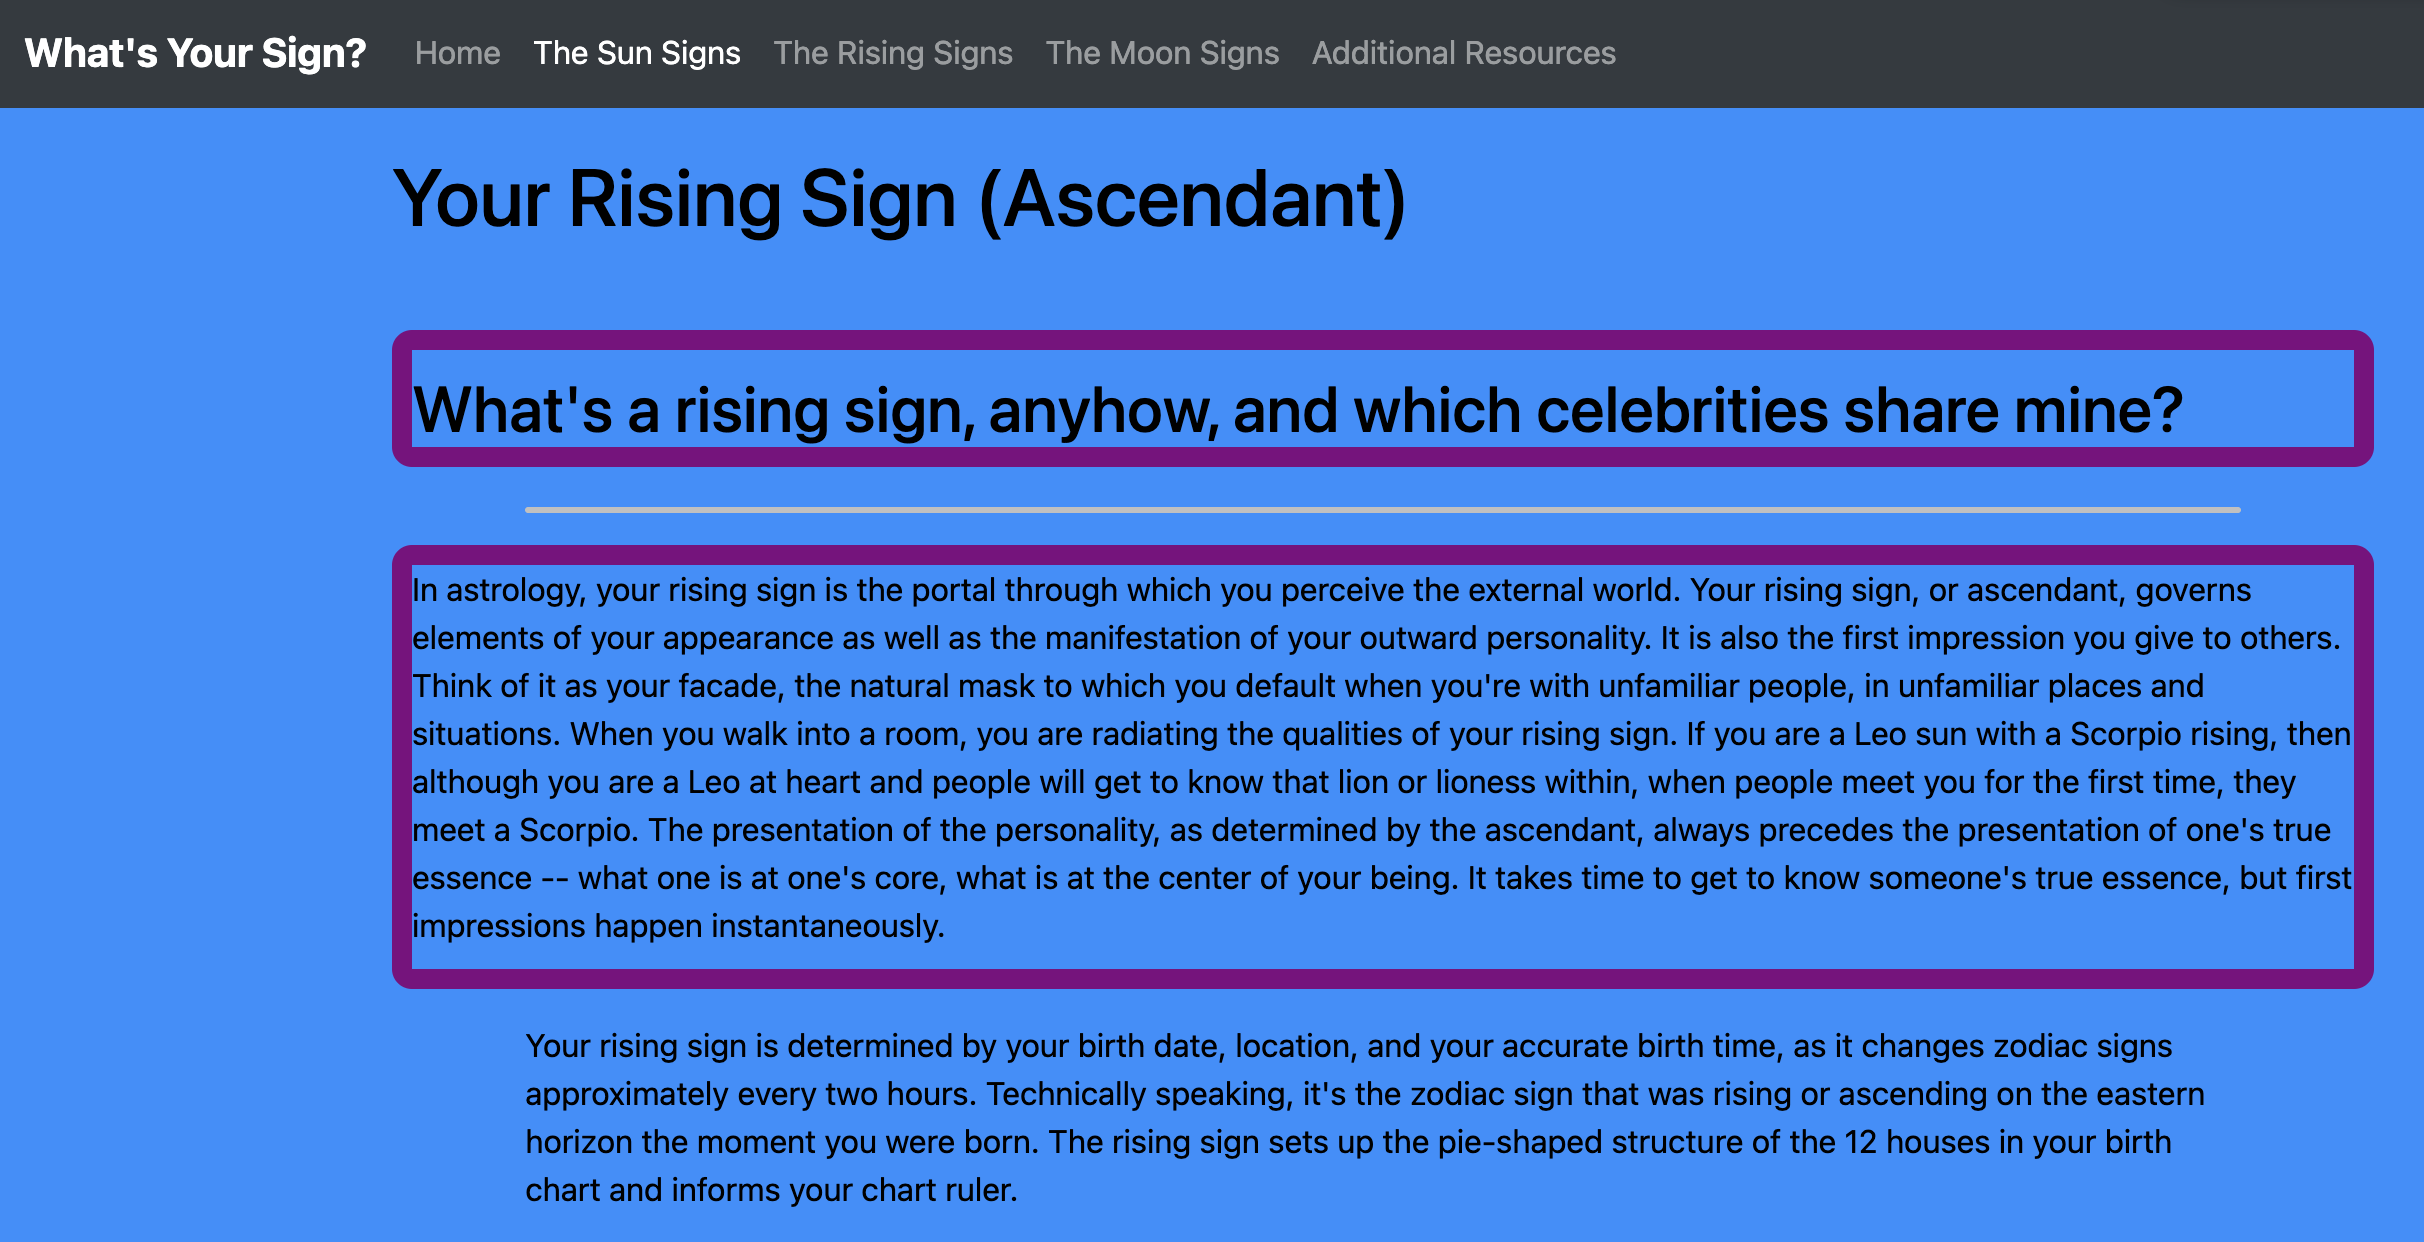 What's Your Sign? Home The Sun Signs The Rising Signs The Moon Signs Additional Resources
Your Rising Sign (Ascendant)
What's a rising sign, anyhow, and which celebrities share mine?
In astrology, your rising sign is the portal through which you perceive the external world. Your rising sign, or ascendant, governs
elements of your appearance as well as the manifestation of your outward personality. It is also the first impression you give to others.
Think of it as your facade, the natural mask to which you default when you're with unfamiliar people, in unfamiliar places and
situations. When you walk into a room, you are radiating the qualities of your rising sign. If you are a Leo sun with a Scorpio rising, then
although you are a Leo at heart and people will get to know that lion or lioness within, when people meet you for the first time, they
meet a Scorpio. The presentation of the personality, as determined by the ascendant, always precedes the presentation of one's true
essence -- what one is at one's core, what is at the center of your being. It takes time to get to know someone's true essence, but first
impressions happen instantaneously.
Your rising sign is determined by your birth date, location, and your accurate birth time, as it changes zodiac signs
approximately every two hours. Technically speaking, it's the zodiac sign that was rising or ascending on the eastern
horizon the moment you were born. The rising sign sets up the pie-shaped structure of the 12 houses in your birth
chart and informs your chart ruler.